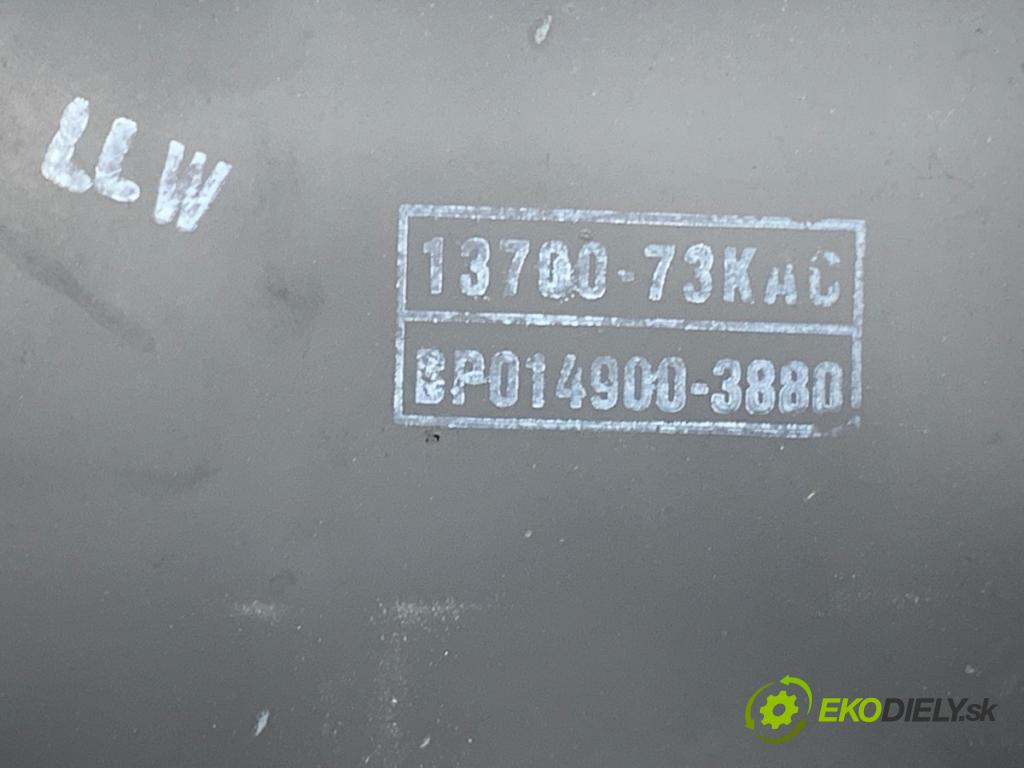 LLW
13700-73KAC
BP014900-3880
EKODIELY.sk